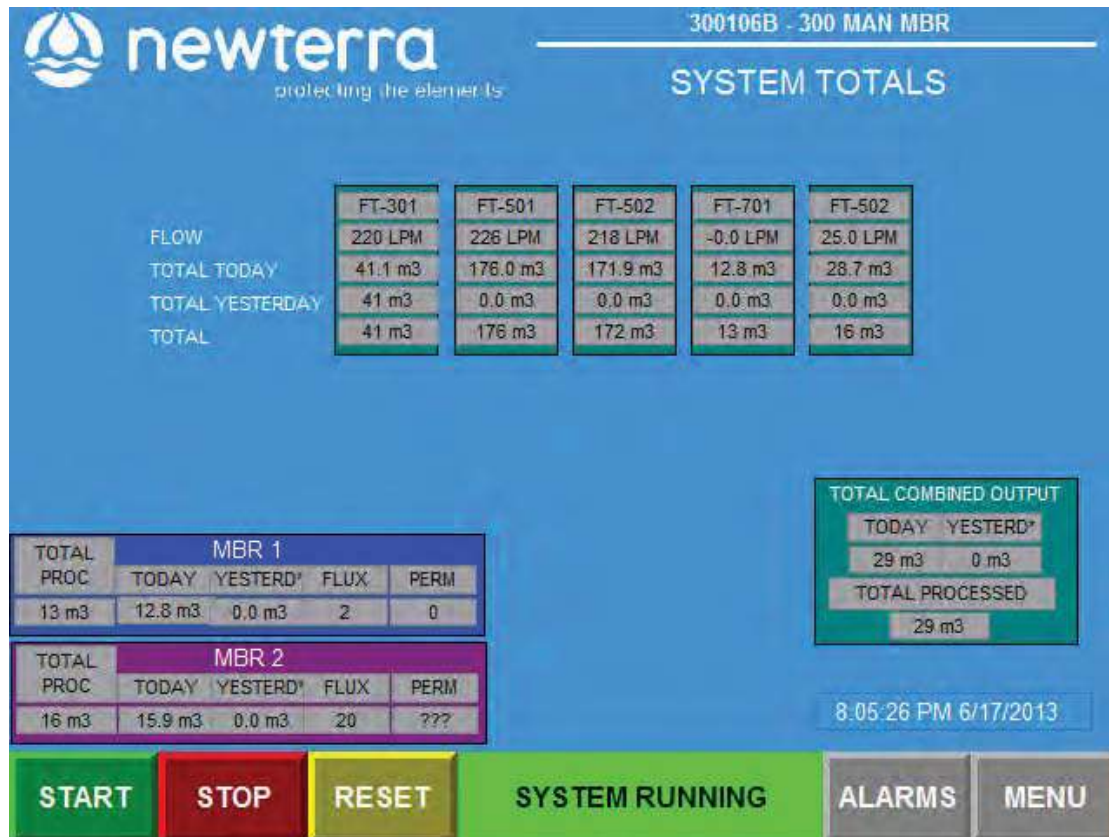 300106B - 300 MAN MBR
newterra
protecting the elements
SYSTEM TOTALS
FT-301 FT-501 FT-502 FT-701 FT-502
FLOW 220 LPM 226 LPM 218 LPM -0.0 LPM 25.0 LPM
TOTAL TODAY 41.1 m3 176.0 m3 171.9 m3 12.8 m3 28.7 m3
TOTAL YESTERDAY 41 m3 0.0 m3 0.0 m3 0.0 m3 0.0 m3
TOTAL 41 m3 176 m3 172 m3 13 m3 16 m3
TOTAL COMBINED OUTPUT
TODAY YESTERD*
29 m3 0 m3
TOTAL PROCESSED
29 m3
MBR 1
TOTAL PROC TODAY YESTERD* FLUX PERM
13 m3 12.8 m3 0.0 m3 2 0
MBR 2
TOTAL PROC TODAY YESTERD* FLUX PERM
16 m3 15.9 m3 0.0 m3 20 ???
8:05:26 PM 6/17/2013
START STOP RESET SYSTEM RUNNING ALARMS MENU